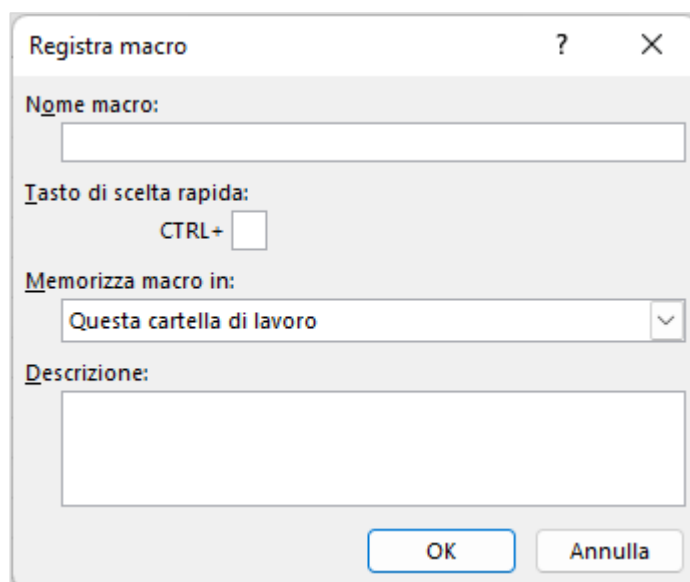 Registra macro ?
Nome macro:
Tasto di scelta rapida:
CTRL+
Memorizza macro in:
Questa cartella di lavoro
Descrizione:
OK Annulla